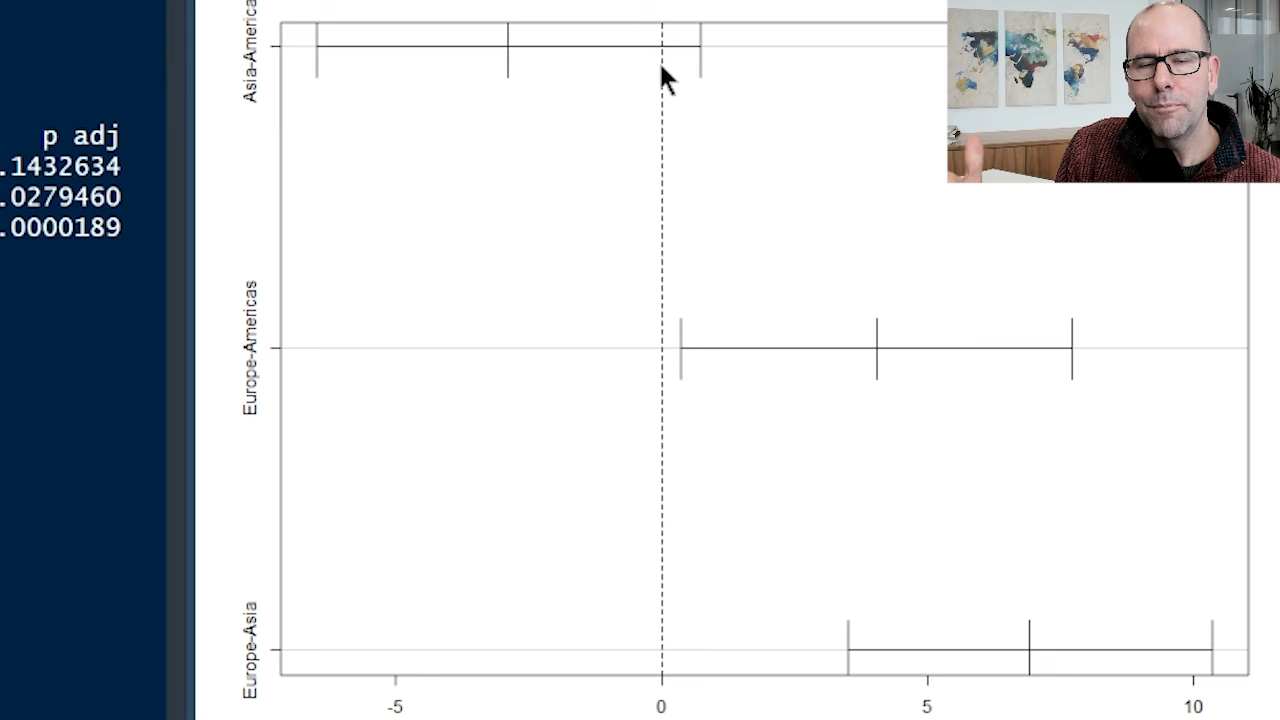 p adj
.1432634
.0279460
.0000189
Asia-America
Europe-Americas
Europe-Asia
-5 0 5 10